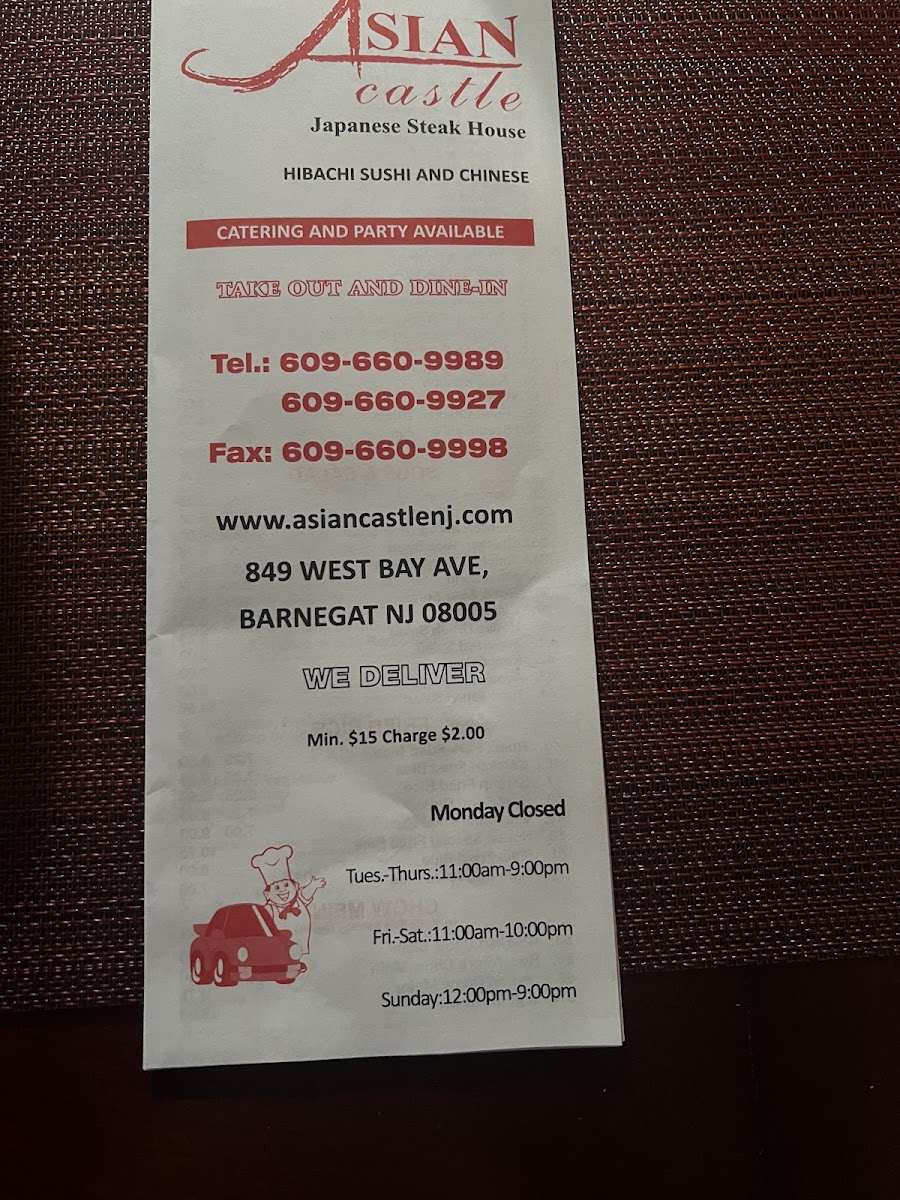 ASIAN
castle
Japanese Steak House
HIBACHI SUSHI AND CHINESE
CATERING AND PARTY AVAILABLE
TAKE OUT AND DINE-IN
Tel.: 609-660-9989
609-660-9927
Fax: 609-660-9998
www.asiancastlenj.com
849 WEST BAY AVE,
BARNEGAT NJ 08005
WE DELIVER
Min. $15 Charge $2.00
Monday Closed
Tues.-Thurs.:11:00am-9:00pm
Fri.-Sat.:11:00am-10:00pm
Sunday:12:00pm-9:00pm